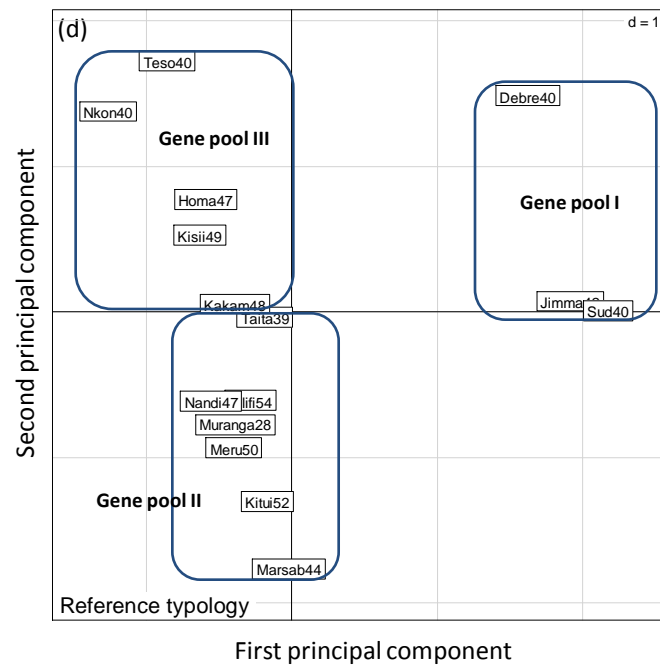 (d)
d = 1
Teso40
Debre40
Nkon40
Gene pool III
Homa47
Gene pool I
Kisii49
Kakam48
Taita39
Sud40
Nandi47
Muranga28
Meru50
Gene pool II
Kitui52
Marsab44
Reference typology
First principal component
Second principal component